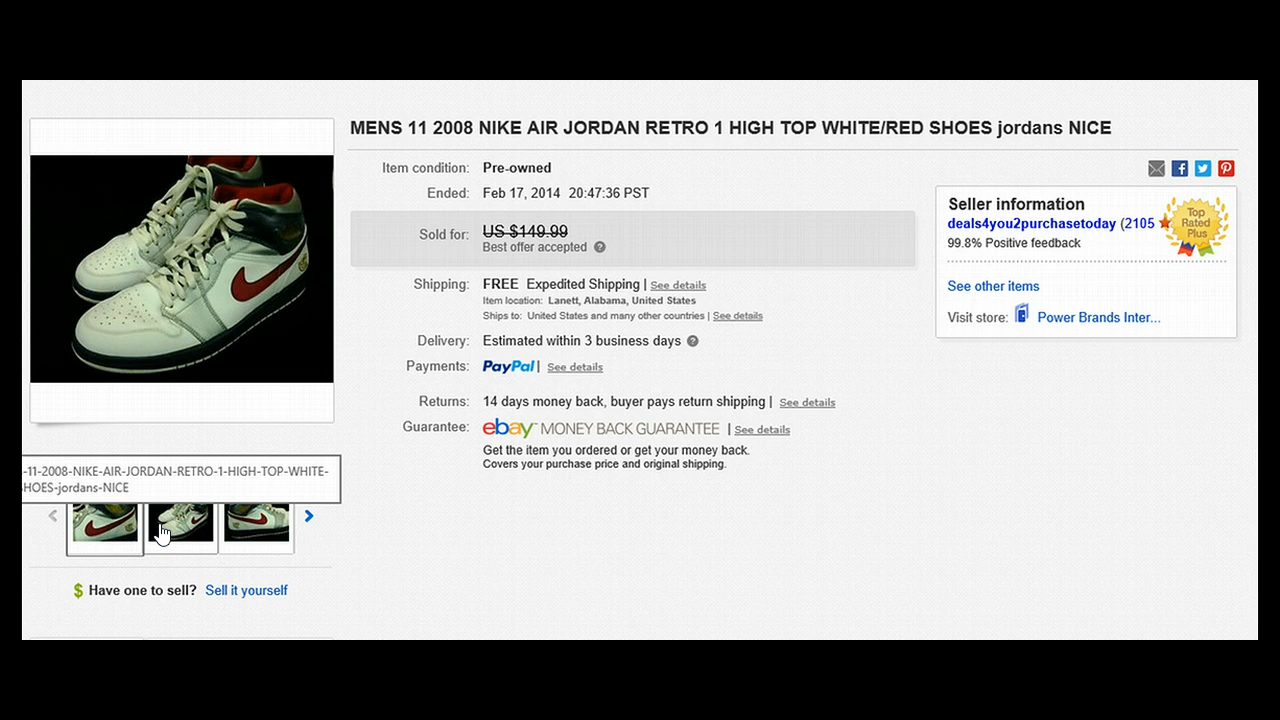 MENS 11 2008 NIKE AIR JORDAN RETRO 1 HIGH TOP WHITE/RED SHOES jordans NICE
Item condition: Pre-owned
Ended: Feb 17, 2014 20:47:36 PST
Sold for: US $149.99
Best offer accepted ?
Shipping: FREE Expedited Shipping | See details
Item location: Lanett, Alabama, United States
Ships to: United States and many other countries | See details
Delivery: Estimated within 3 business days ?
Payments: PayPal | See details
Returns: 14 days money back, buyer pays return shipping | See details
Guarantee: ebay MONEY BACK GUARANTEE | See details
Get the item you ordered or get your money back.
Covers your purchase price and original shipping.
Seller information
deals4you2purchasetoday (2105
99.8% Positive feedback
Top
Rated
Plus
See other items
Visit store: Power Brands Inter...
-11-2008-NIKE-AIR-JORDAN-RETRO-1-HIGH-TOP-WHITE-
HOES-jordans-NICE
$ Have one to sell? Sell it yourself